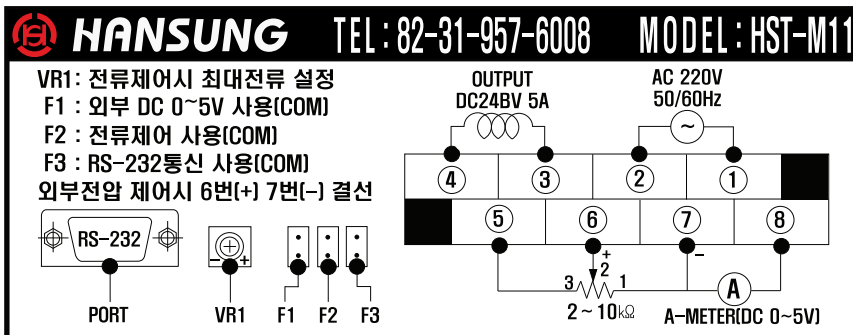 HANSUNG TEL : 82-31-957-6008 MODEL : HST-M11
VR1 : 전류제어시 최대전류 설정
F1 : 외부 DC 0~5V 사용(COM)
F2 : 전류제어 사용(COM)
F3 : RS-232통신 사용(COM)
외부전압 제어시 6번(+) 7번(-) 결선
RS-232
- +
PORT VR1 F1 F2 F3
OUTPUT
DC24BV 5A
AC 220V
50/60Hz
~
④ ③ ② ①
⑤ ⑥ ⑦ ⑧
+ -
3 2 1
2~10kΩ
A
A-METER(DC 0~5V)